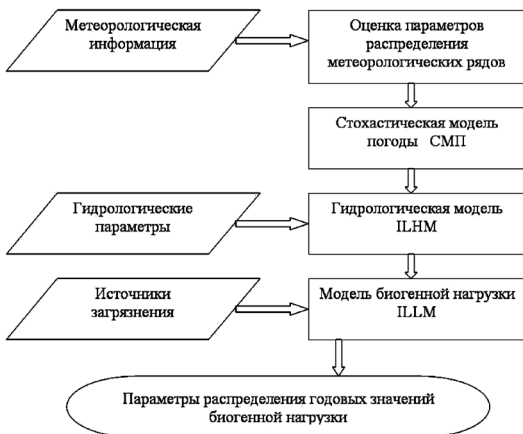 Метеорологическая
информация
Оценка параметров
распределения
метеорологических рядов
Стохастическая модель
погоды СМП
Гидрологические
параметры
Гидрологическая модель
ILHM
Источники
загрязнения
Модель биогенной нагрузки
ILLM
Параметры распределения годовых значений
биогенной нагрузки